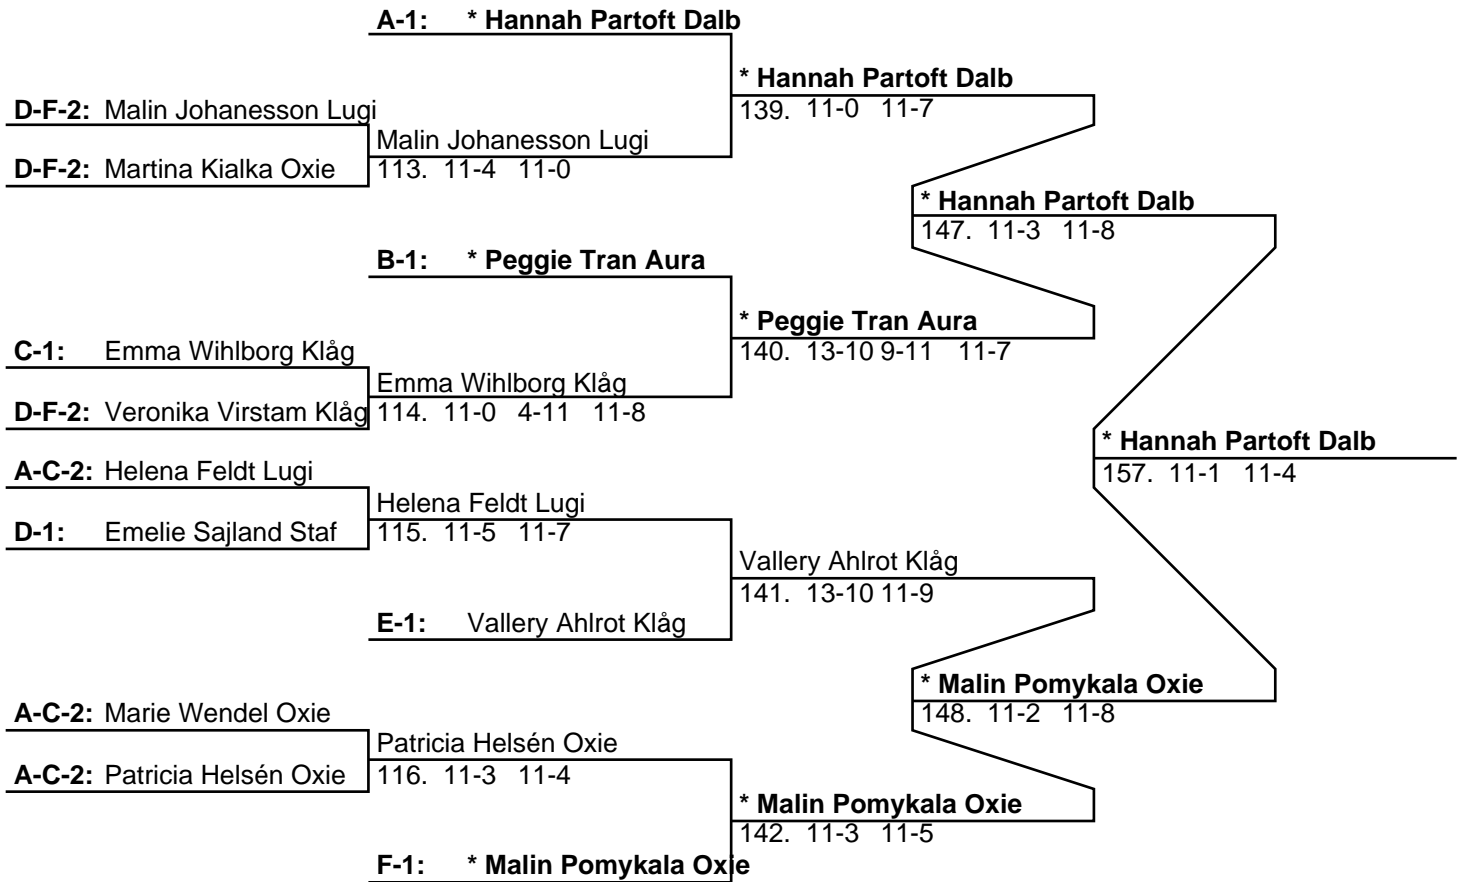 A-1: * Hannah Partoft Dalb
* Hannah Partoft Dalb
D-F-2: Malin Johanesson Lugi
139. 11-0 11-7
Malin Johanesson Lugi
D-F-2: Martina Kialka Oxie
113. 11-4 11-0
* Hannah Partoft Dalb
147. 11-3 11-8
B-1: * Peggie Tran Aura
* Peggie Tran Aura
C-1: Emma Wihlborg Klåg
140. 13-10 9-11 11-7
Emma Wihlborg Klåg
D-F-2: Veronika Virstam Klåg
114. 11-0 4-11 11-8
* Hannah Partoft Dalb
A-C-2: Helena Feldt Lugi
157. 11-1 11-4
Helena Feldt Lugi
D-1: Emelie Sajland Staf
115. 11-5 11-7
Vallery Ahlrot Klåg
141. 13-10 11-9
E-1: Vallery Ahlrot Klåg
* Malin Pomykala Oxie
A-C-2: Marie Wendel Oxie
148. 11-2 11-8
Patricia Helsén Oxie
A-C-2: Patricia Helsén Oxie
116. 11-3 11-4
* Malin Pomykala Oxie
142. 11-3 11-5
F-1: * Malin Pomykala Oxie